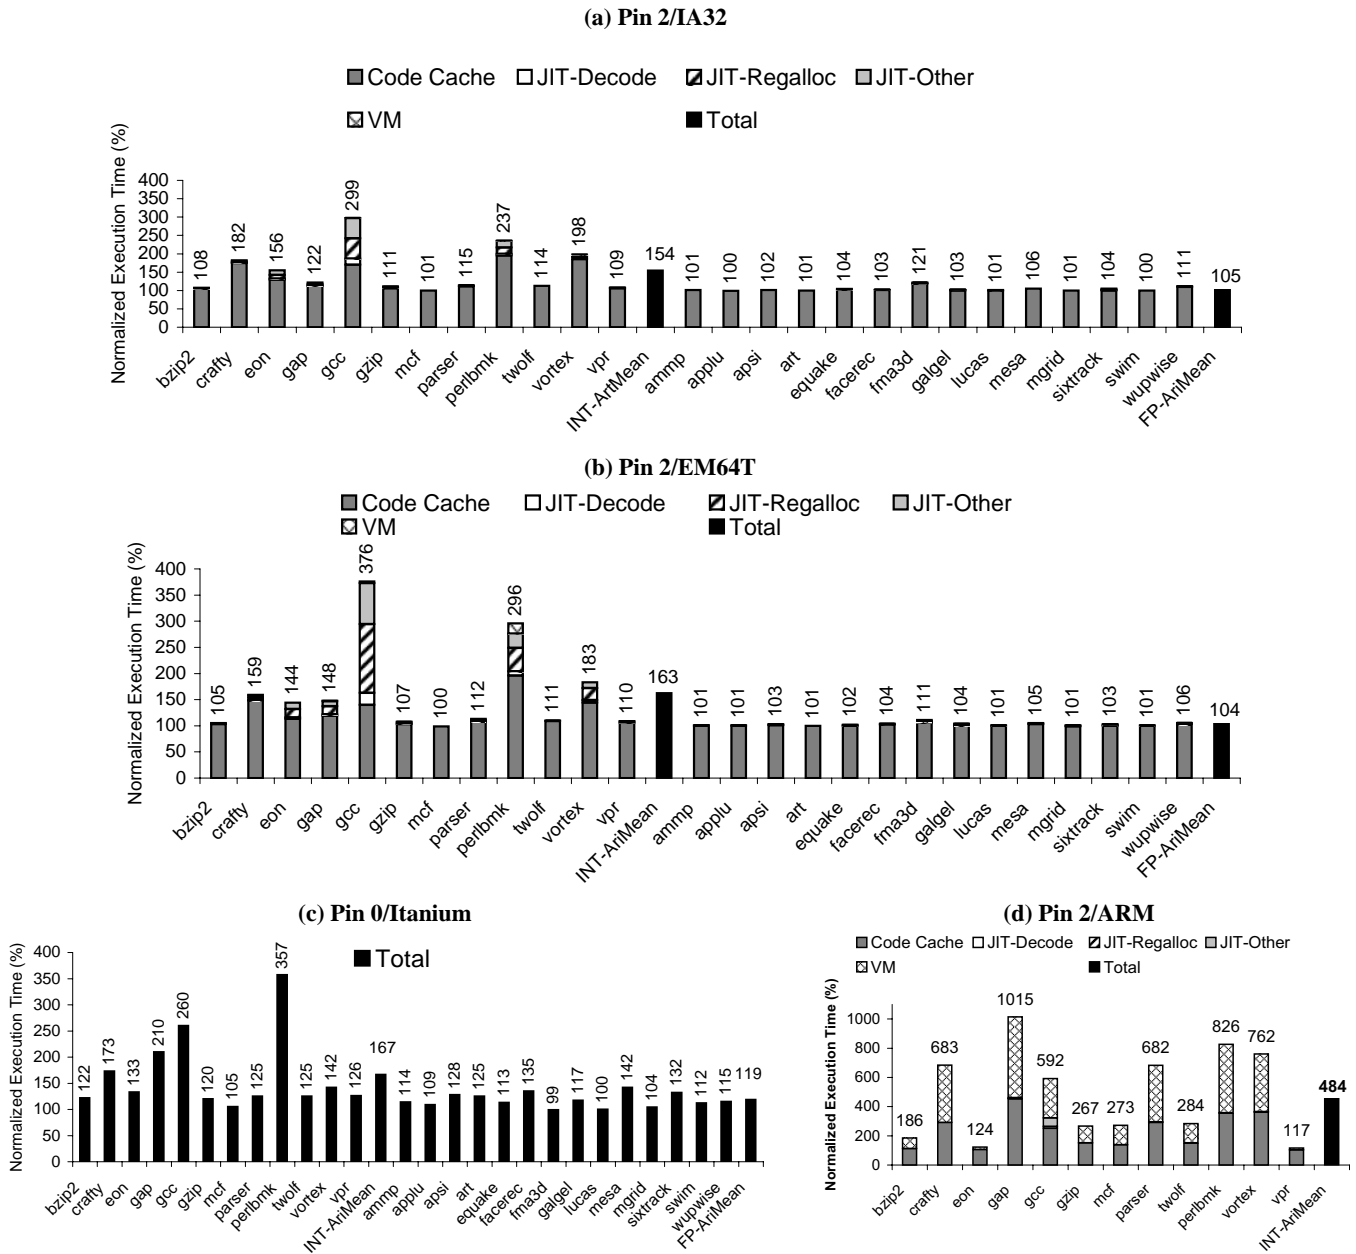 (a) Pin 2/IA32
Code Cache JIT-Decode JIT-Regalloc JIT-Other
VM Total
Normalized Execution Time (%)
400
350
300
250
200
150
100
50
0
108 182 156 122 299 111 101 115 237 114 198 109 154 101 100 102 101 104 103 121 103 101 106 101 104 100 111 105
bzip2 crafty eon gap gcc gzip mcf parser perlbmk twolf vortex vpr INT-ArtMean ammp applu apsi art equake facerec fma3d galgel lucas mesa mgrid sixtrack swim wupwise FP-AriMean
(b) Pin 2/EM64T
Code Cache JIT-Decode JIT-Regalloc JIT-Other
VM Total
Normalized Execution Time (%)
400
350
300
250
200
150
100
50
0
105 159 144 148 376 107 100 112 296 111 183 110 163 101 101 103 101 102 104 111 104 101 105 101 103 101 106 104
bzip2 crafty eon gap gcc gzip mcf parser perlbmk twolf vortex vpr INT-AriMean ammp applu apsi art equake facerec fma3d galgel lucas mesa mgrid sixtrack swim wupwise FP-AriMean
(c) Pin 0/Itanium
Total
Normalized Execution Time (%)
400
350
300
250
200
150
100
50
0
122 173 133 210 260 120 105 125 357 125 142 126 167 114 109 128 125 113 135 99 117 100 142 104 132 112 115 119
bzip2 crafty eon gap gcc gzip mcf parser perlbmk twolf vortex vpr INT-AriMean ammp applu apsi art equake facerec fma3d galgel lucas mesa mgrid sixtrack swim wupwise FP-AriMean
(d) Pin 2/ARM
Code Cache JIT-Decode JIT-Regalloc JIT-Other
VM Total
Normalized Execution Time (%)
1000
800
600
400
200
0
186 683 124 1015 592 267 273 682 284 826 762 117 484
bzip2 crafty eon gap gcc gzip mcf parser twolf perlbmk vortex vpr INT-AriMean